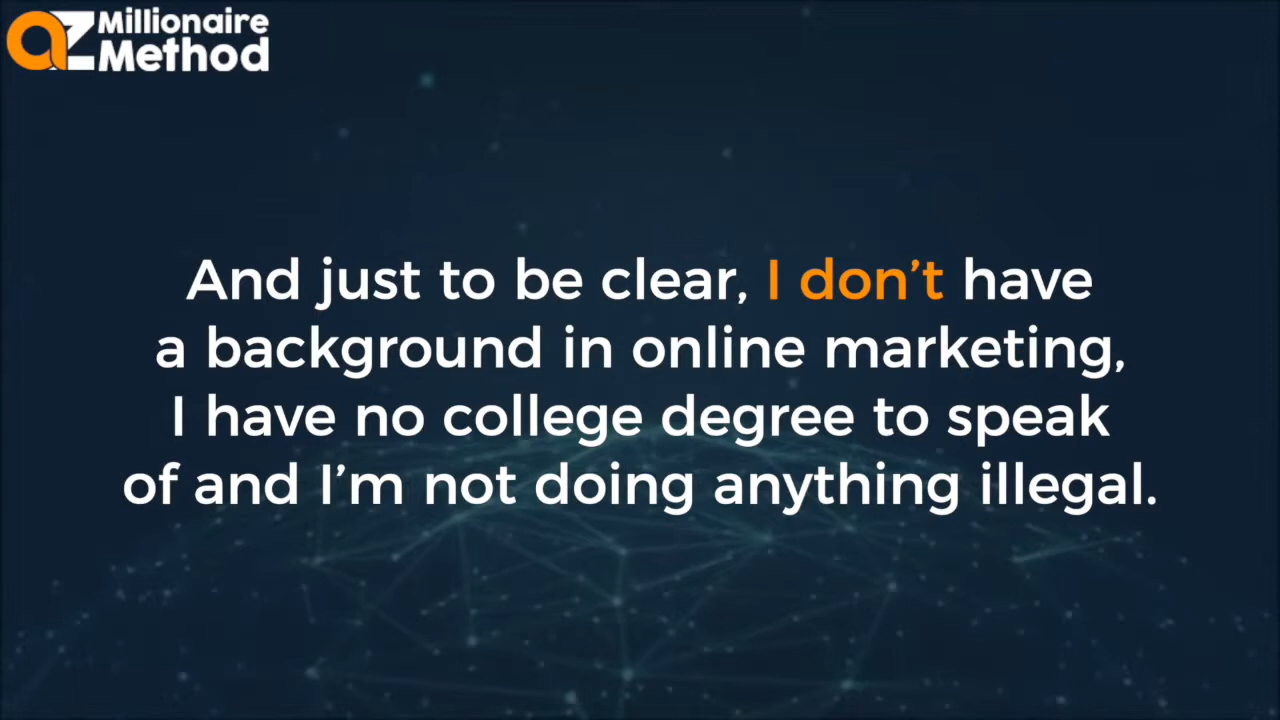 az Millionaire
Method
And just to be clear, I don’t have
a background in online marketing,
I have no college degree to speak
of and I’m not doing anything illegal.